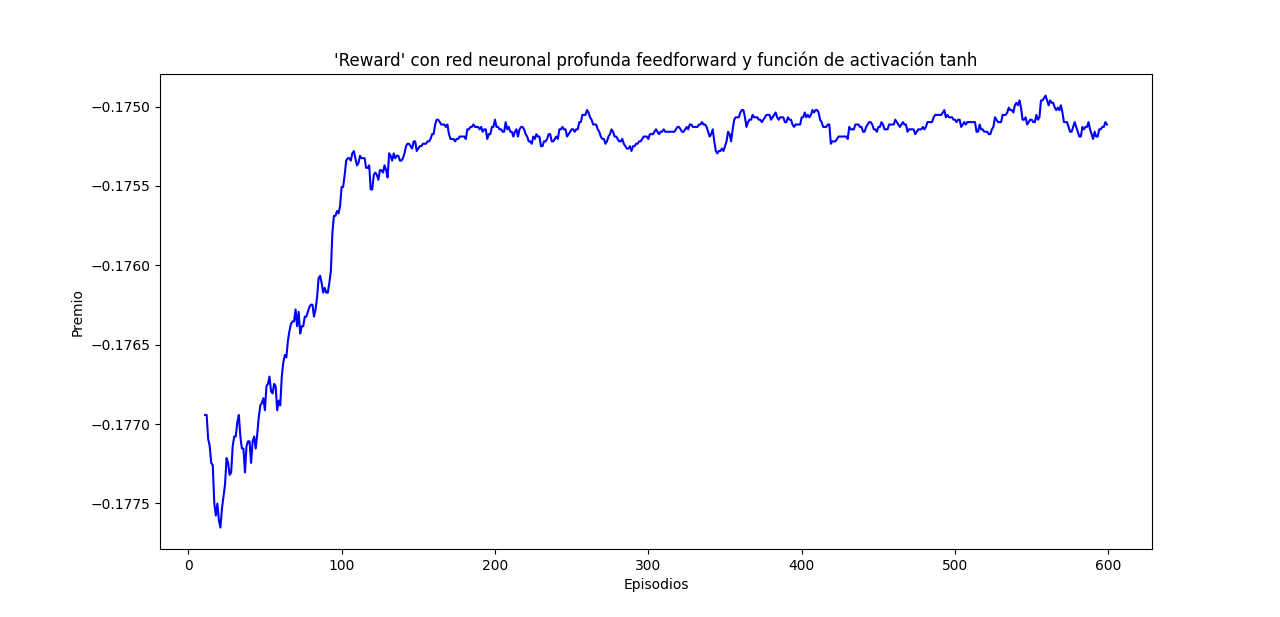 'Reward' con red neuronal profunda feedforward y función de activación tanh
−0.1750
−0.1755
−0.1760
−0.1765
−0.1770
−0.1775
Premio
0 100 200 300 400 500 600
Episodios